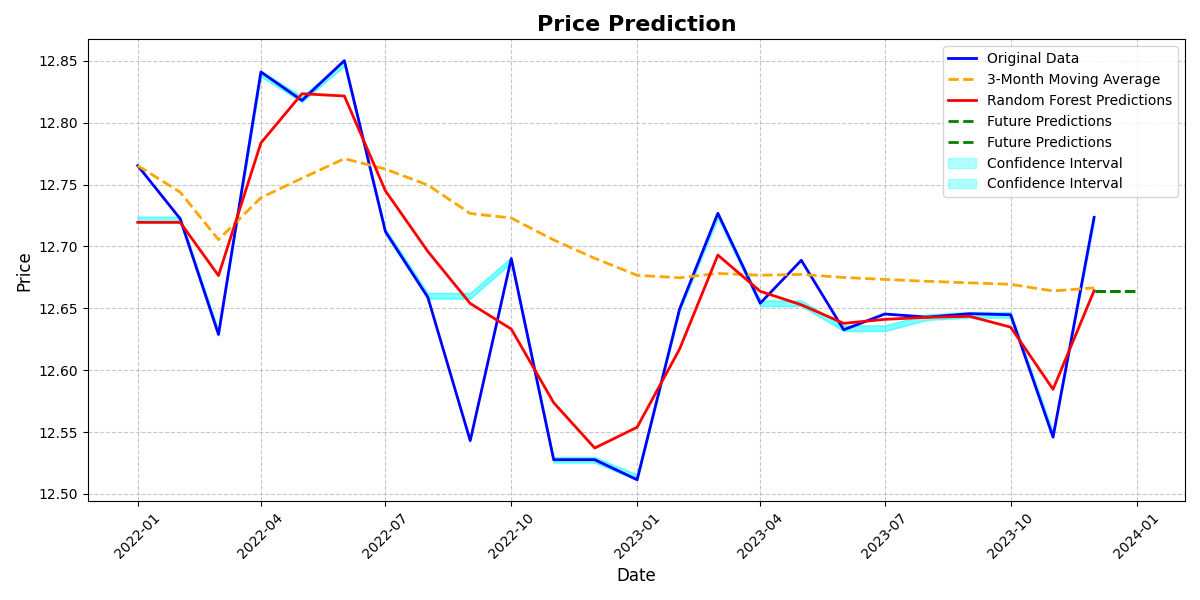 Price Prediction
Original Data
3-Month Moving Average
Random Forest Predictions
Future Predictions
Future Predictions
Confidence Interval
Confidence Interval
Price
12.85
12.80
12.75
12.70
12.65
12.60
12.55
12.50
2022-01
2022-04
2022-07
2022-10
2023-01
2023-04
2023-07
2023-10
2024-01
Date